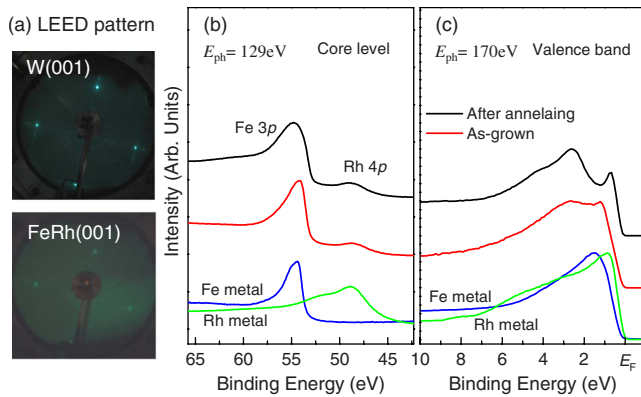 (a) LEED pattern
W(001)
FeRh(001)
(b)
E_ph= 129eV
Core level
Fe 3p
Rh 4p
Fe metal
Rh metal
Intensity (Arb. Units)
65 60 55 50 45
Binding Energy (eV)
(c)
E_ph= 170eV
Valence band
After annelaing
As-grown
Fe metal
Rh metal
10 8 6 4 2 E_F
Binding Energy (eV)